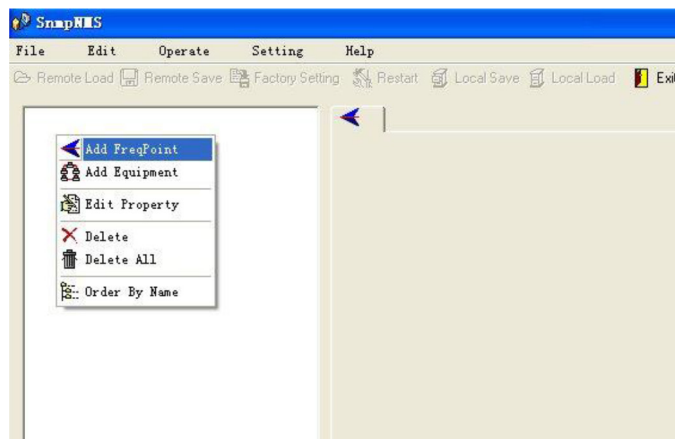 SnmpNMS
File Edit Operate Setting Help
Remote Load Remote Save Factory Setting Restart Local Save Local Load Exit
Add FreqPoint
Add Equipment
Edit Property
Delete
Delete All
Order By Name